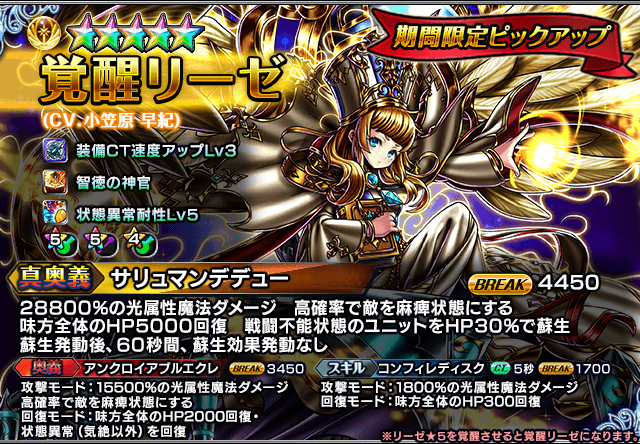 期間限定ピックアップ
覚醒リーゼ
(CV:小笠原 早紀)
装備CT速度アップLv3
智徳の神官
状態異常耐性Lv5
5 5 4
真奥義 サリュマンデデュー BREAK 4450
28800%の光属性魔法ダメージ 高確率で敵を麻痺状態にする
味方全体のHP5000回復 戦闘不能状態のユニットをHP30%で蘇生
蘇生発動後、60秒間、蘇生効果発動なし
奥義 アンクロイアブルエクレ BREAK 3450
攻撃モード:15500%の光属性魔法ダメージ
高確率で敵を麻痺状態にする
回復モード:味方全体のHP2000回復・
状態異常(気絶以外)を回復
スキル コンフィレディスク CT 5秒 BREAK 1700
攻撃モード:1800%の光属性魔法ダメージ
回復モード:味方全体のHP300回復
※リーゼ★5を覚醒させると覚醒リーゼになります。